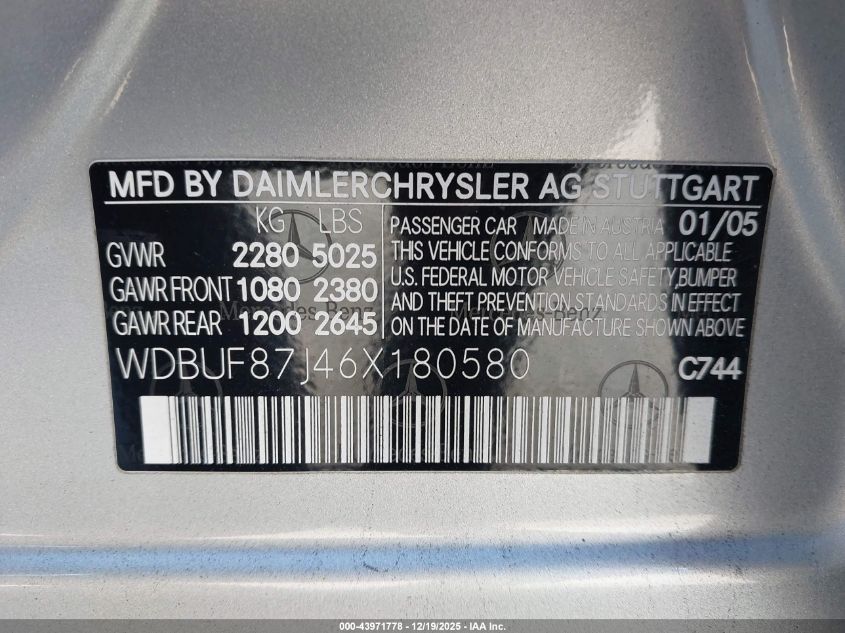 MFD BY DAIMLERCHRYSLER AG STUTTGART
KG LBS
GVWR 2280 5025
GAWR FRONT 1080 2380
GAWR REAR 1200 2645
PASSENGER CAR MADE IN AUSTRIA 01/05
THIS VEHICLE CONFORMS TO ALL APPLICABLE
U.S. FEDERAL MOTOR VEHICLE SAFETY,BUMPER
AND THEFT PREVENTION STANDARDS IN EFFECT
ON THE DATE OF MANUFACTURE SHOWN ABOVE
Mercedes-Benz
WDBUF87J46X180580 C744
000-43971778 - 12/19/2025 - IAA Inc.